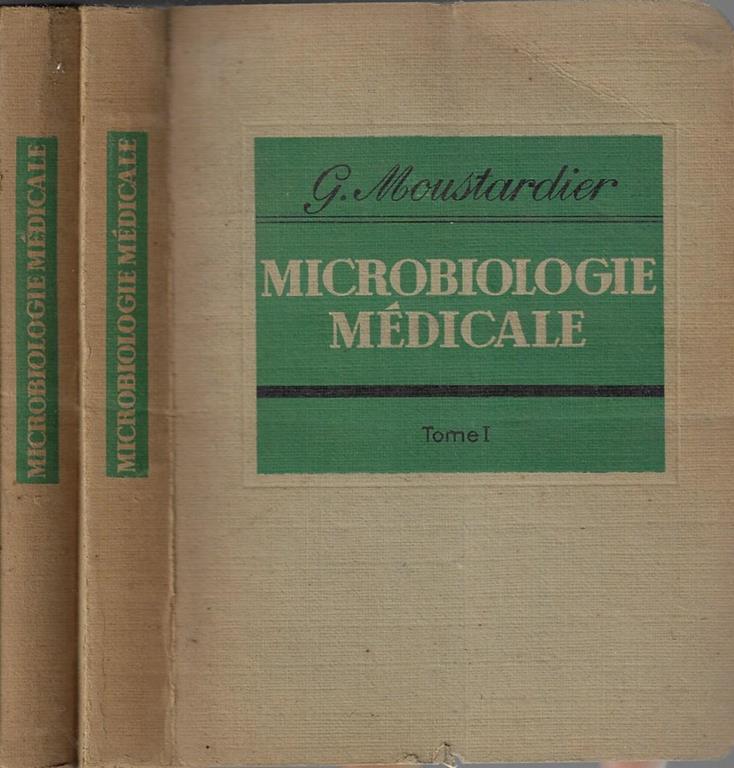 MICROBIOLOGIE MÉDICALE
MICROBIOLOGIE MÉDICALE
G. Moustardier
MICROBIOLOGIE
MÉDICALE
Tome I